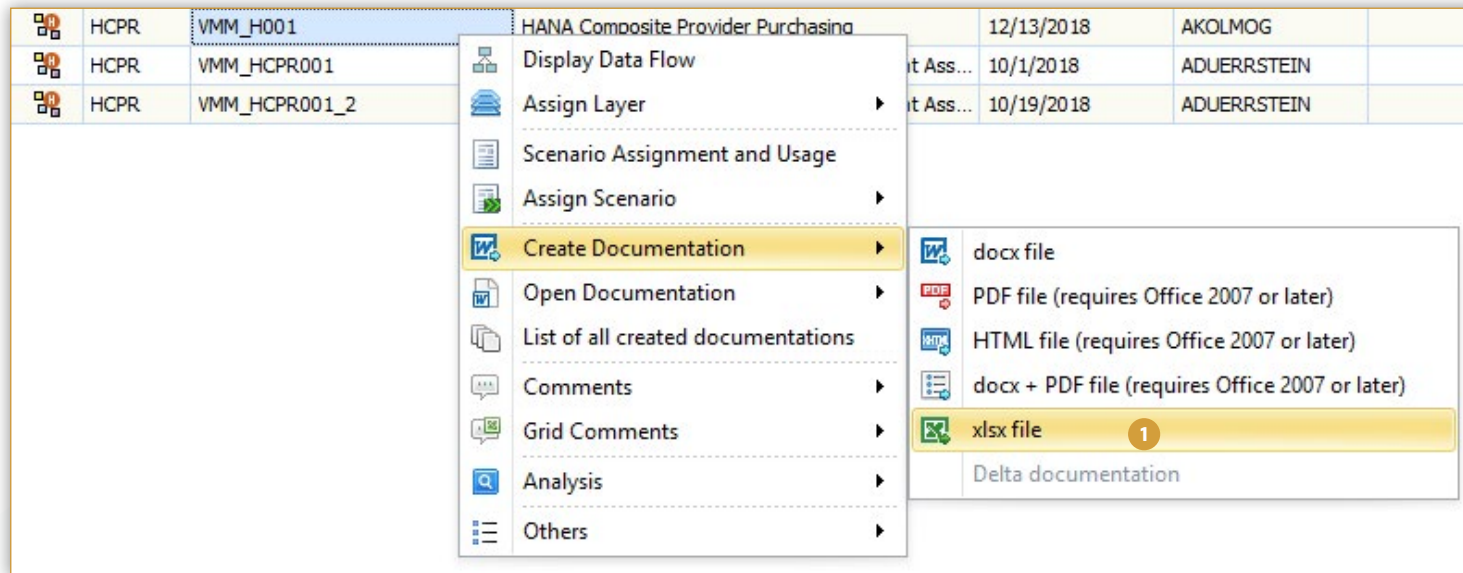 HCPR VMM_H001 HANA Composite Provider Purchasing 12/13/2018 AKOLMOG
HCPR VMM_HCPR001 it Ass... 10/1/2018 ADUERRSTEIN
HCPR VMM_HCPR001_2 it Ass... 10/19/2018 ADUERRSTEIN
Display Data Flow
Assign Layer
Scenario Assignment and Usage
Assign Scenario
Create Documentation
Open Documentation
List of all created documentations
Comments
Grid Comments
Analysis
Others
docx file
PDF file (requires Office 2007 or later)
HTML file (requires Office 2007 or later)
docx + PDF file (requires Office 2007 or later)
xlsx file 1
Delta documentation